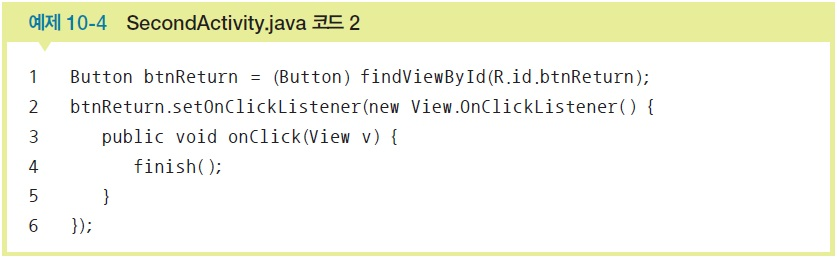 예제 10-4 SecondActivity.java 코드 2
1 Button btnReturn = (Button) findViewById(R.id.btnReturn);
2 btnReturn.setOnClickListener(new View.OnClickListener() {
3 public void onClick(View v) {
4 finish();
5 }
6 });